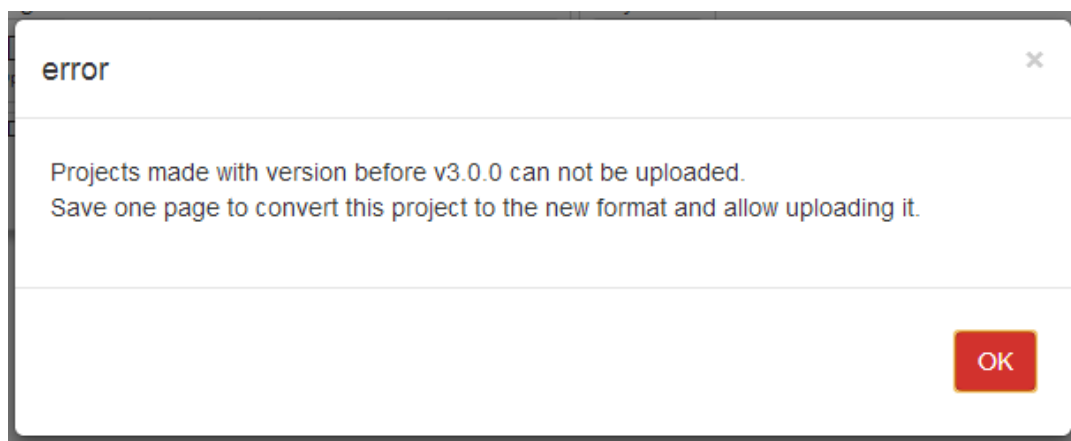 error
×
Projects made with version before v3.0.0 can not be uploaded.
Save one page to convert this project to the new format and allow uploading it.
OK